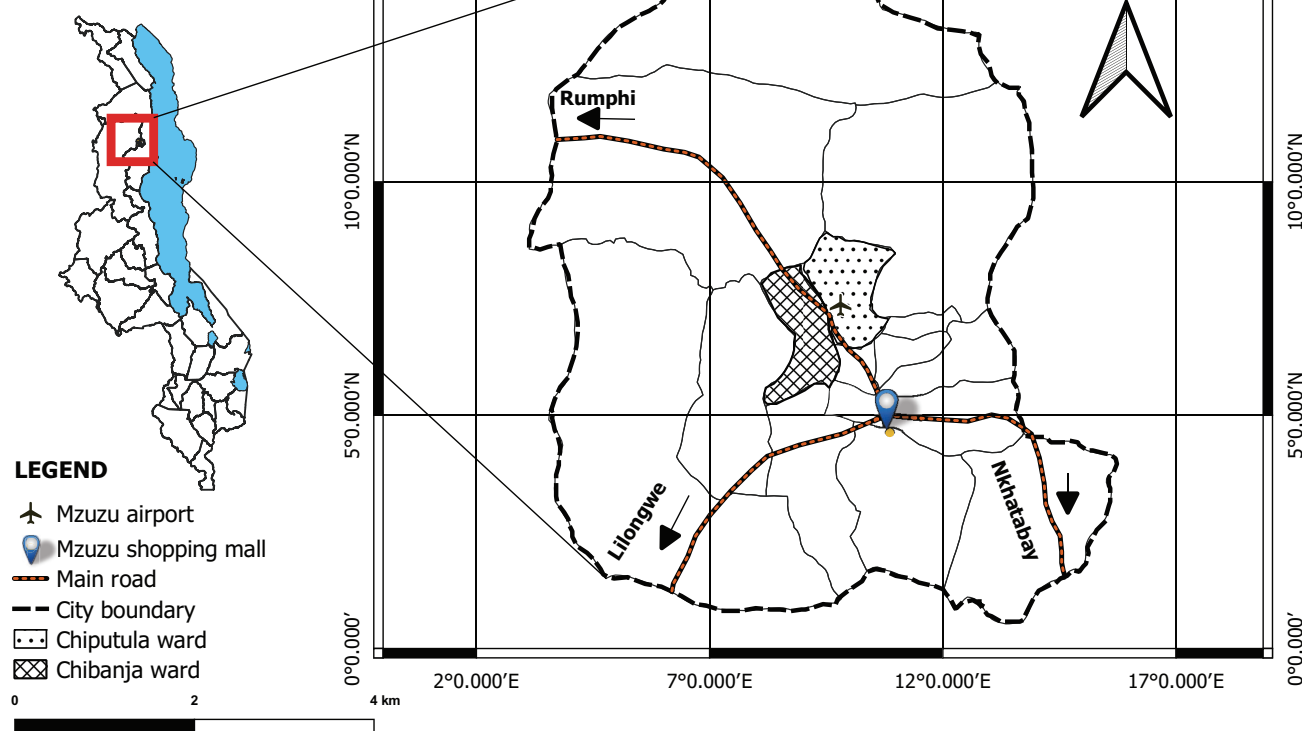 Rumphi
10°0.000’N
10°0.000’N
5°0.000’N
5°0.000’N
Lilongwe
Nkhatabay
LEGEND
Mzuzu airport
Mzuzu shopping mall
Main road
City boundary
Chiputula ward
Chibanja ward
0°0.000’
0°0.000’
2°0.000’E
7°0.000’E
12°0.000’E
17°0.000’E
0
2
4 km